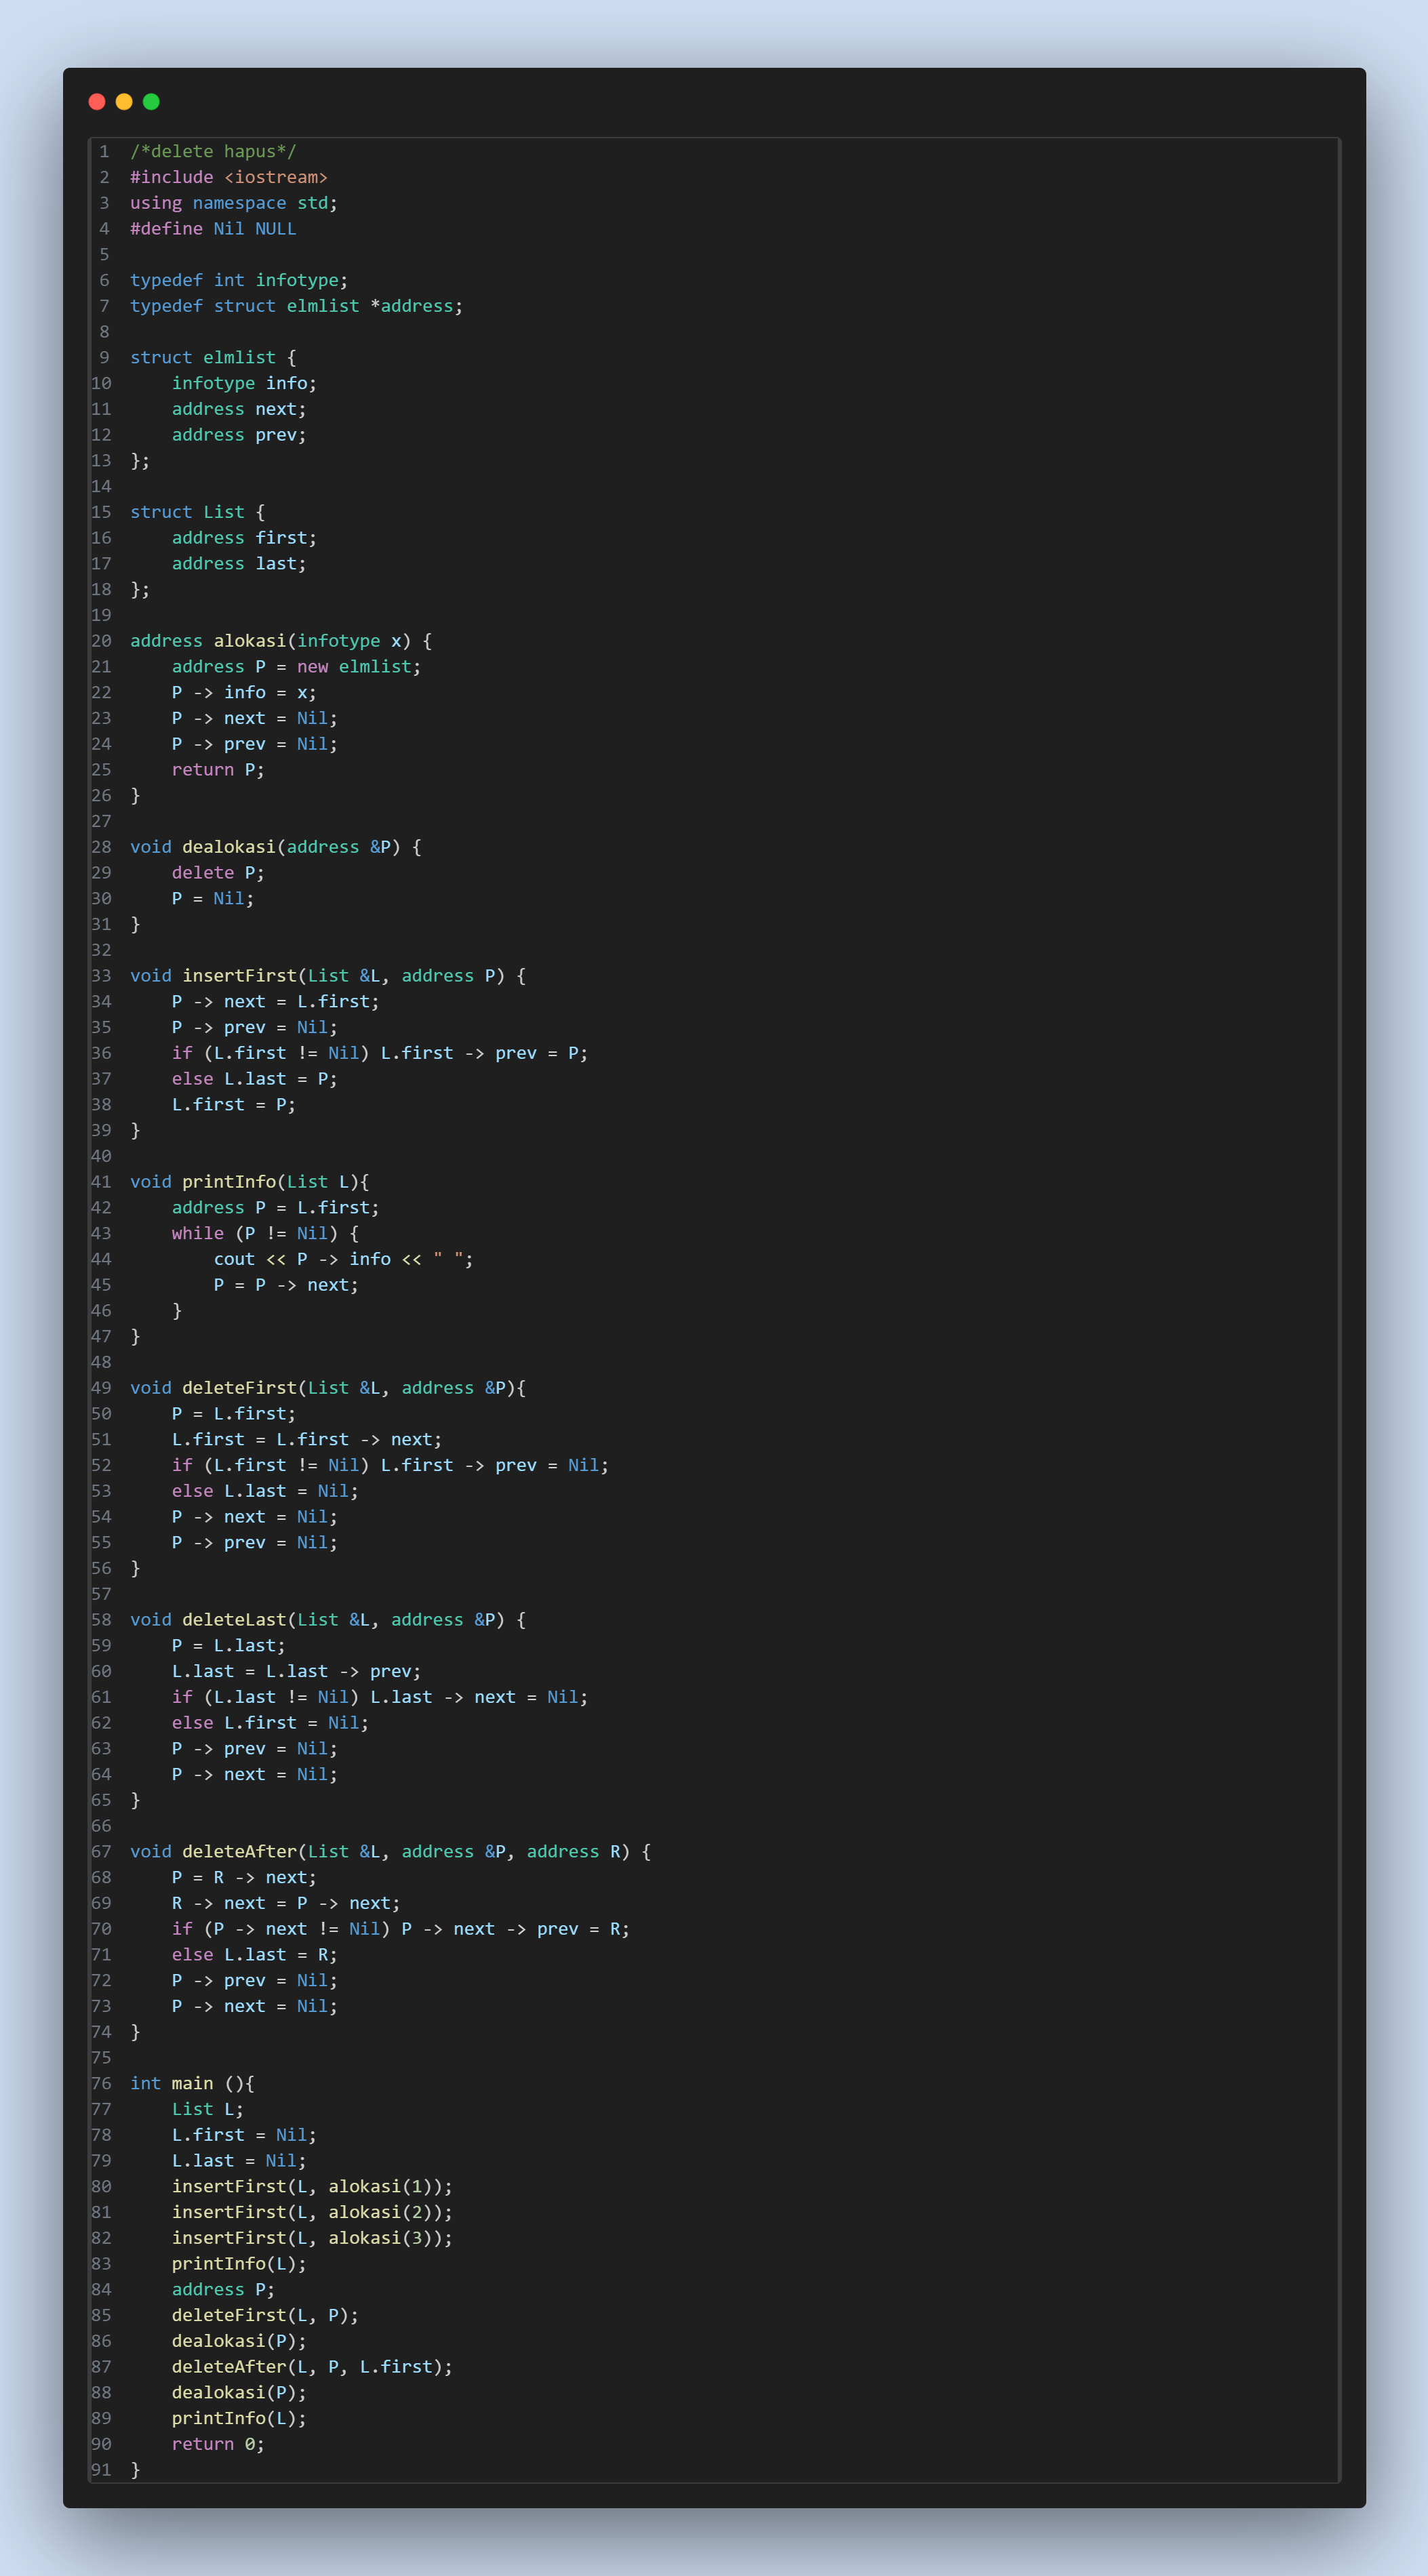 1 /*delete hapus*/
2 #include <iostream>
3 using namespace std;
4 #define Nil NULL
5
6 typedef int infotype;
7 typedef struct elmlist *address;
8
9 struct elmlist {
10     infotype info;
11     address next;
12     address prev;
13 };
14
15 struct List {
16     address first;
17     address last;
18 };
19
20 address alokasi(infotype x) {
21     address P = new elmlist;
22     P -> info = x;
23     P -> next = Nil;
24     P -> prev = Nil;
25     return P;
26 }
27
28 void dealokasi(address &P) {
29     delete P;
30     P = Nil;
31 }
32
33 void insertFirst(List &L, address P) {
34     P -> next = L.first;
35     P -> prev = Nil;
36     if (L.first != Nil) L.first -> prev = P;
37     else L.last = P;
38     L.first = P;
39 }
40
41 void printInfo(List L){
42     address P = L.first;
43     while (P != Nil) {
44         cout << P -> info << " ";
45         P = P -> next;
46     }
47 }
48
49 void deleteFirst(List &L, address &P){
50     P = L.first;
51     L.first = L.first -> next;
52     if (L.first != Nil) L.first -> prev = Nil;
53     else L.last = Nil;
54     P -> next = Nil;
55     P -> prev = Nil;
56 }
57
58 void deleteLast(List &L, address &P) {
59     P = L.last;
60     L.last = L.last -> prev;
61     if (L.last != Nil) L.last -> next = Nil;
62     else L.first = Nil;
63     P -> prev = Nil;
64     P -> next = Nil;
65 }
66
67 void deleteAfter(List &L, address &P, address R) {
68     P = R -> next;
69     R -> next = P -> next;
70     if (P -> next != Nil) P -> next -> prev = R;
71     else L.last = R;
72     P -> prev = Nil;
73     P -> next = Nil;
74 }
75
76 int main (){
77     List L;
78     L.first = Nil;
79     L.last = Nil;
80     insertFirst(L, alokasi(1));
81     insertFirst(L, alokasi(2));
82     insertFirst(L, alokasi(3));
83     printInfo(L);
84     address P;
85     deleteFirst(L, P);
86     dealokasi(P);
87     deleteAfter(L, P, L.first);
88     dealokasi(P);
89     printInfo(L);
90     return 0;
91 }